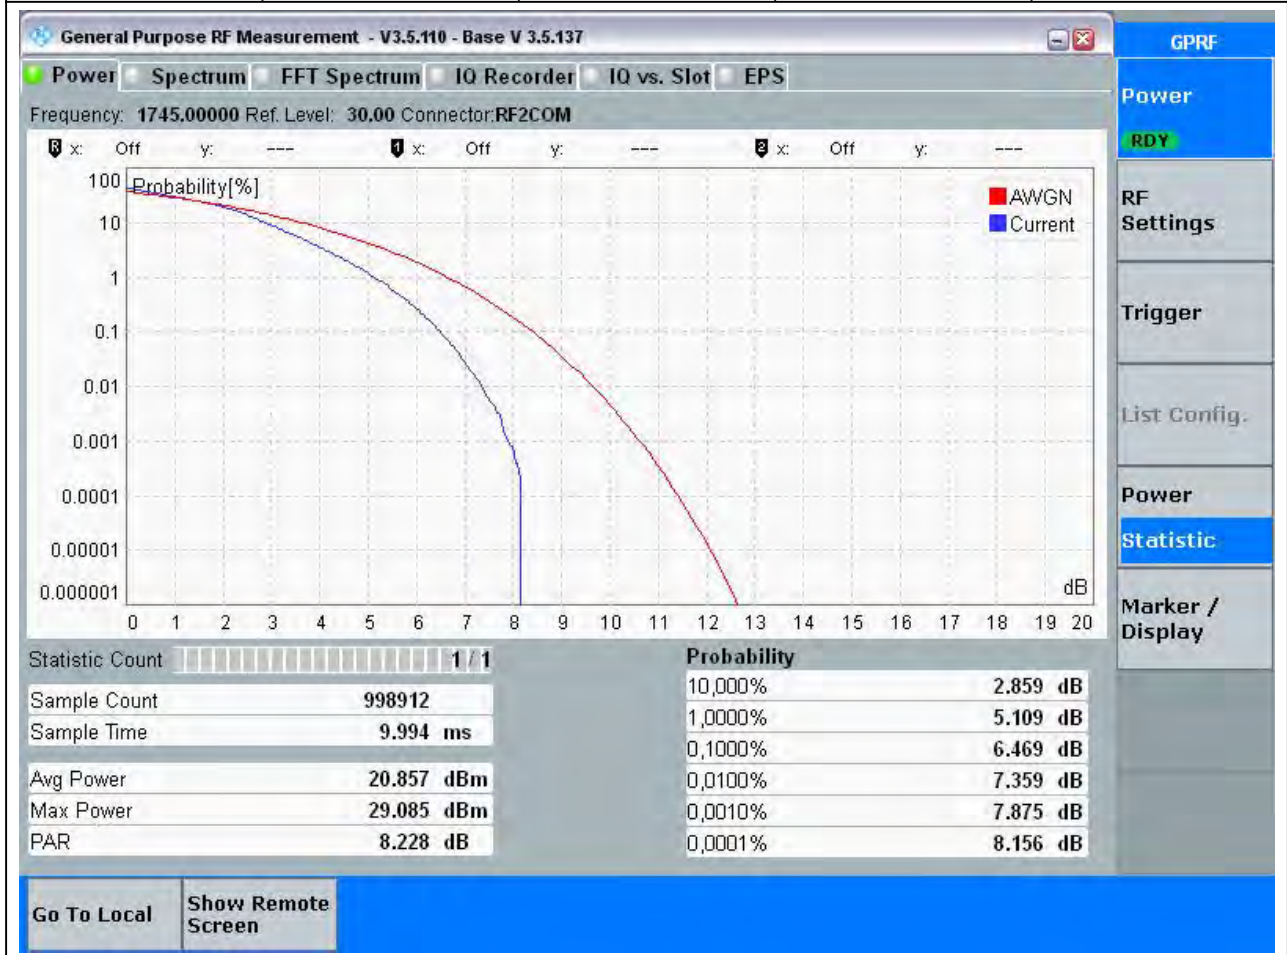 General Purpose RF Measurement - V3.5.110 - Base V 3.5.137
GPRF
Power Spectrum FFT Spectrum IQ Recorder IQ vs. Slot EPS
Frequency: 1745.00000 Ref. Level: 30.00 Connector:RF2COM
Power
RDY
R x: Off y: --- 1 x: Off y: --- 2 x: Off y: ---
Probability[%]
AWGN
Current
100
10
1
0.1
0.01
0.001
0.0001
0.00001
0.000001
dB
0 1 2 3 4 5 6 7 8 9 10 11 12 13 14 15 16 17 18 19 20
RF
Settings
Trigger
List Config.
Power
Statistic
Marker /
Display
Statistic Count 1 / 1
Sample Count 998912
Sample Time 9.994 ms
Avg Power 20.857 dBm
Max Power 29.085 dBm
PAR 8.228 dB
Probability
10,000% 2.859 dB
1,0000% 5.109 dB
0,1000% 6.469 dB
0,0100% 7.359 dB
0,0010% 7.875 dB
0,0001% 8.156 dB
Go To Local
Show Remote
Screen